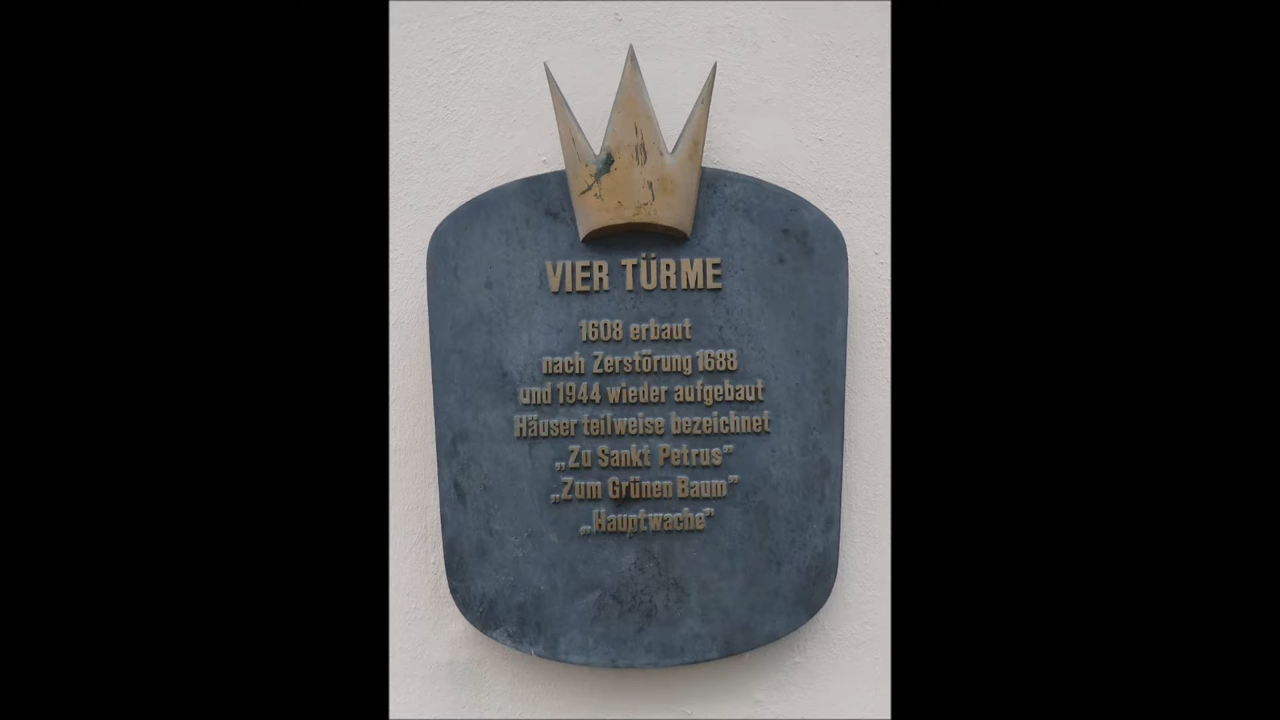 VIER TÜRME
1608 erbaut
nach Zerstörung 1688
und 1944 wieder aufgebaut
Häuser teilweise bezeichnet
„Zu Sankt Petrus”
„Zum Grünen Baum”
„Hauptwache”